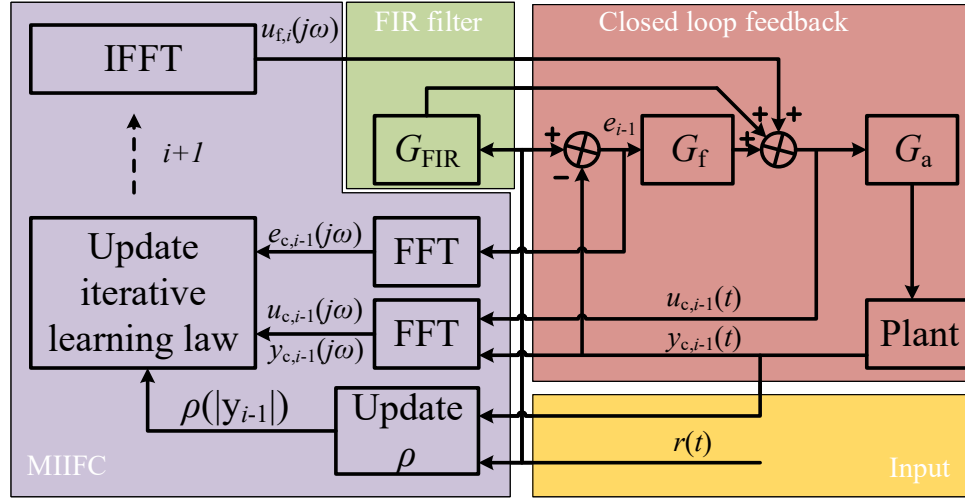 FIR filter
Closed loop feedback
u_{f,i}(jω)
IFFT
i+1
G_{FIR}
e_{i-1}
G_f
G_a
+
+
+
+
−
Update
iterative
learning law
e_{c,i-1}(jω)
FFT
u_{c,i-1}(jω)
y_{c,i-1}(jω)
FFT
u_{c,i-1}(t)
y_{c,i-1}(t)
Plant
ρ(|y_{i-1}|)
Update
ρ
r(t)
MIIFC
Input